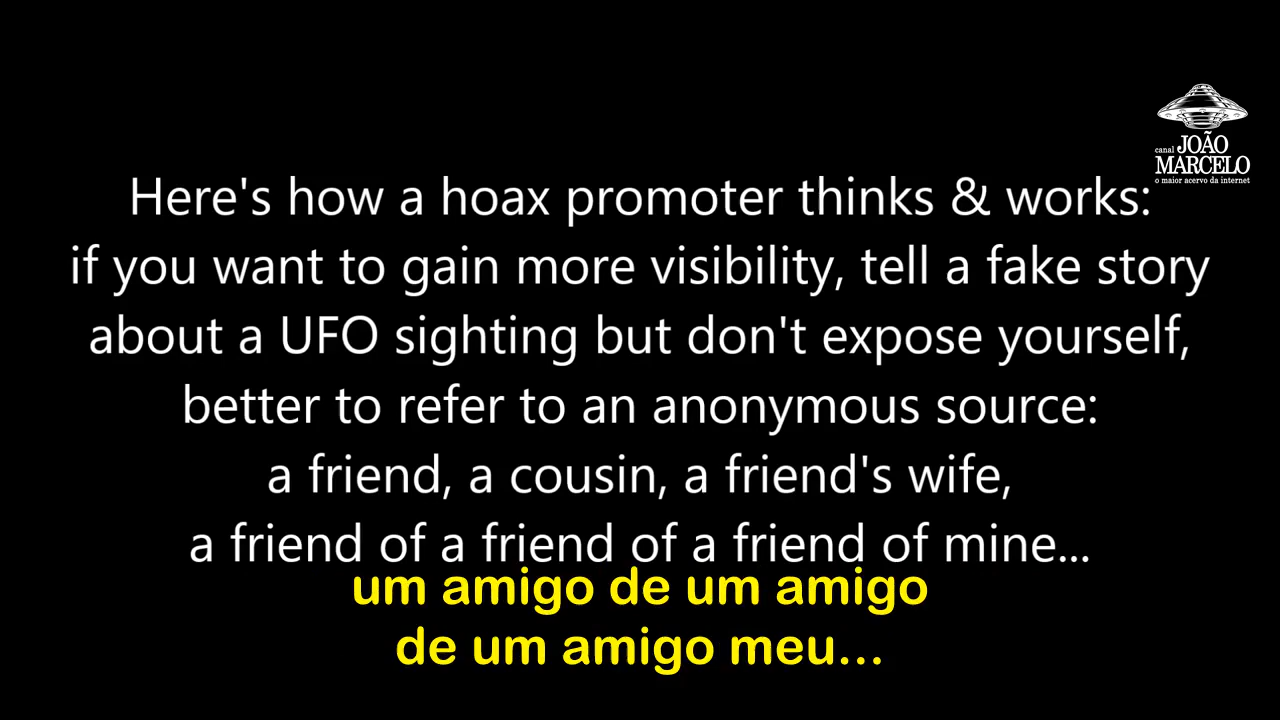 canal
JOÃO
MARCELO
o maior acervo da internet
Here's how a hoax promoter thinks & works:
if you want to gain more visibility, tell a fake story
about a UFO sighting but don't expose yourself,
better to refer to an anonymous source:
a friend, a cousin, a friend's wife,
a friend of a friend of a friend of mine...
um amigo de um amigo
de um amigo meu...